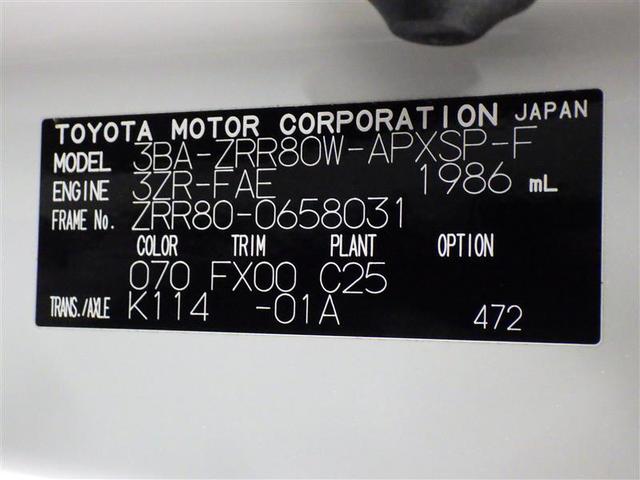 TOYOTA MOTOR CORPORATION JAPAN
MODEL 3BA-ZRR80W-APXSP-F
ENGINE 3ZR-FAE 1986 mL
FRAME No. ZRR80-0658031
COLOR TRIM PLANT OPTION
070 FX00 C25
TRANS./AXLE K114 -01A 472